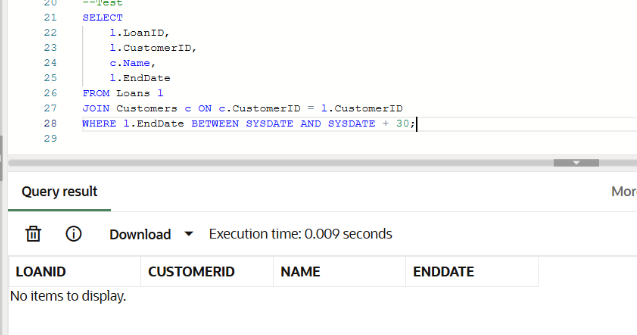 20 --Test
21 SELECT
22 l.LoanID,
23 l.CustomerID,
24 c.Name,
25 l.EndDate
26 FROM Loans l
27 JOIN Customers c ON c.CustomerID = l.CustomerID
28 WHERE l.EndDate BETWEEN SYSDATE AND SYSDATE + 30;
29
Query result Mor
Download Execution time: 0.009 seconds
LOANID CUSTOMERID NAME ENDDATE
No items to display.